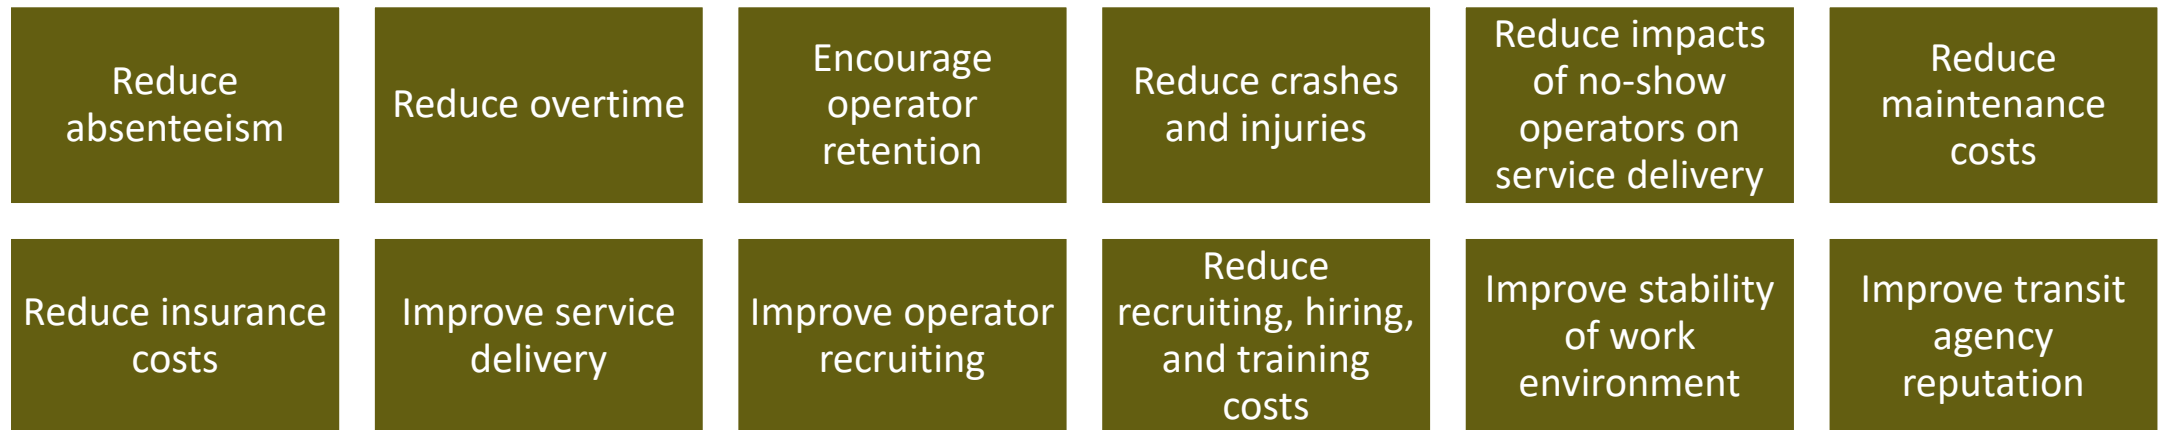 Reduce
absenteeism
Reduce overtime
Encourage
operator
retention
Reduce crashes
and injuries
Reduce impacts
of no-show
operators on
service delivery
Reduce
maintenance
costs
Reduce insurance
costs
Improve service
delivery
Improve operator
recruiting
Reduce
recruiting, hiring,
and training
costs
Improve stability
of work
environment
Improve transit
agency
reputation